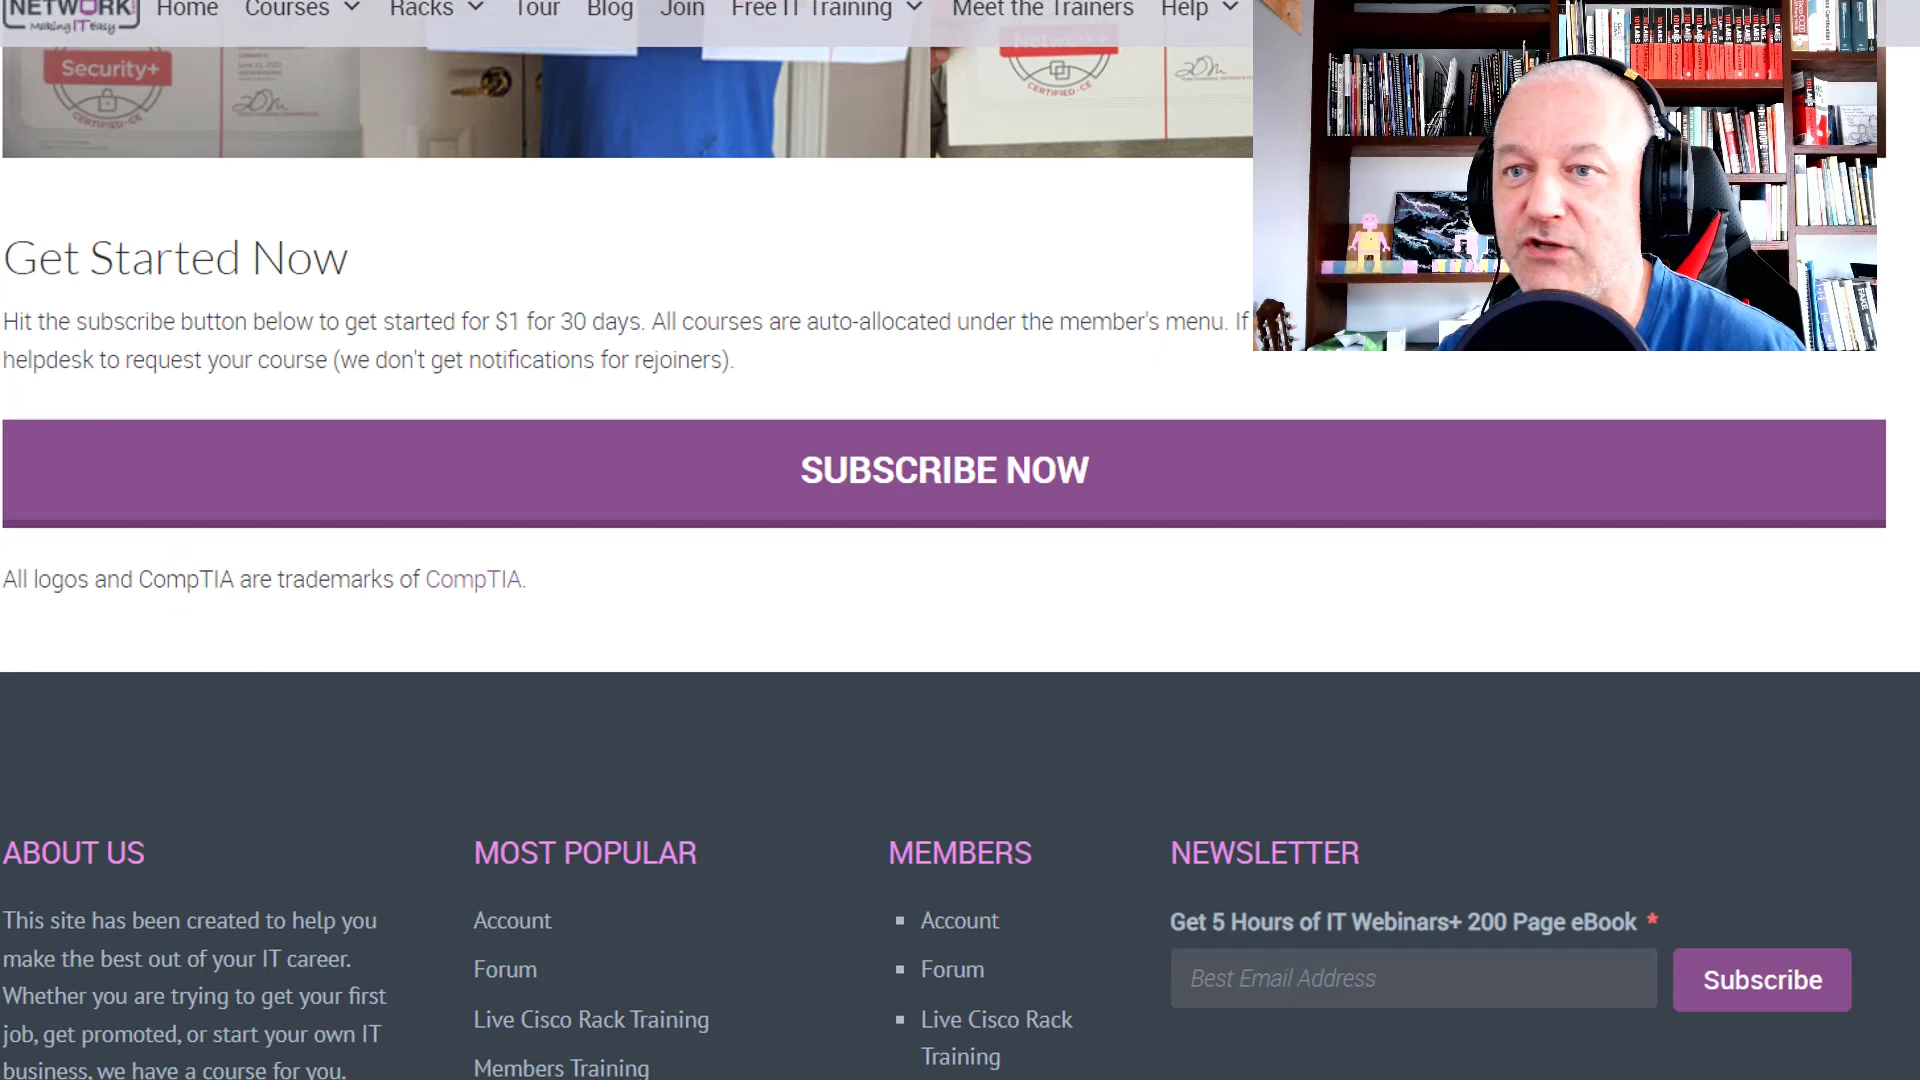 NETWORK
Making IT easy
Home Courses Racks Tour Blog Join Free IT Training Meet the Trainers Help
Security+
CERTIFIED-CE
Network+
CERTIFIED-CE
Get Started Now
Hit the subscribe button below to get started for $1 for 30 days. All courses are auto-allocated under the member's menu. If
helpdesk to request your course (we don't get notifications for rejoiners).
SUBSCRIBE NOW
All logos and CompTIA are trademarks of CompTIA.
ABOUT US
This site has been created to help you
make the best out of your IT career.
Whether you are trying to get your first
job, get promoted, or start your own IT
business, we have a course for you.
MOST POPULAR
Account
Forum
Live Cisco Rack Training
Members Training
MEMBERS
Account
Forum
Live Cisco Rack
Training
NEWSLETTER
Get 5 Hours of IT Webinars+ 200 Page eBook *
Best Email Address
Subscribe